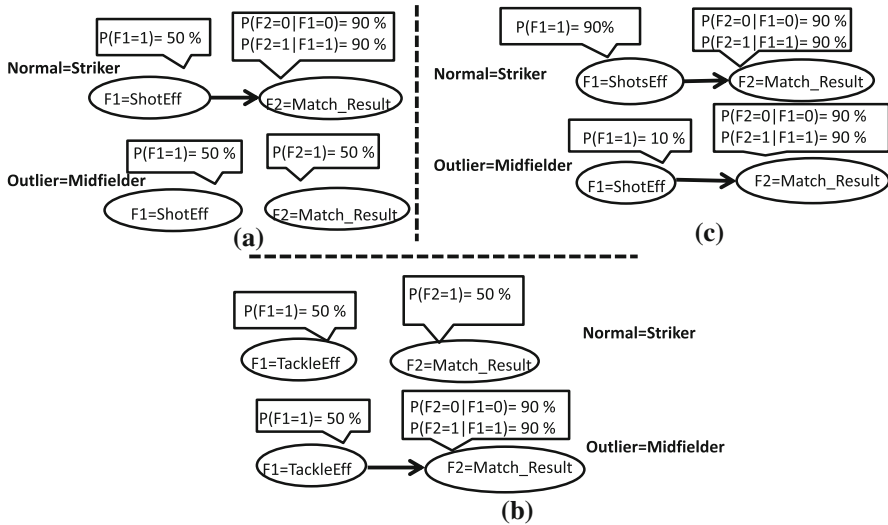 P(F1=1)= 50 %
P(F2=0|F1=0)= 90 %
P(F2=1|F1=1)= 90 %
Normal=Striker
F1=ShotEff
F2=Match_Result
P(F1=1)= 50 %
P(F2=1)= 50 %
Outlier=Midfielder
F1=ShotEff
F2=Match_Result
(a)
P(F1=1)= 90%
P(F2=0|F1=0)= 90 %
P(F2=1|F1=1)= 90 %
Normal=Striker
F1=ShotsEff
F2=Match_Result
P(F1=1)= 10 %
P(F2=0|F1=0)= 90 %
P(F2=1|F1=1)= 90 %
Outlier=Midfielder
F1=ShotEff
F2=Match_Result
(c)
P(F1=1)= 50 %
P(F2=1)= 50 %
Normal=Striker
F1=TackleEff
F2=Match_Result
P(F1=1)= 50 %
P(F2=0|F1=0)= 90 %
P(F2=1|F1=1)= 90 %
Outlier=Midfielder
F1=TackleEff
F2=Match_Result
(b)